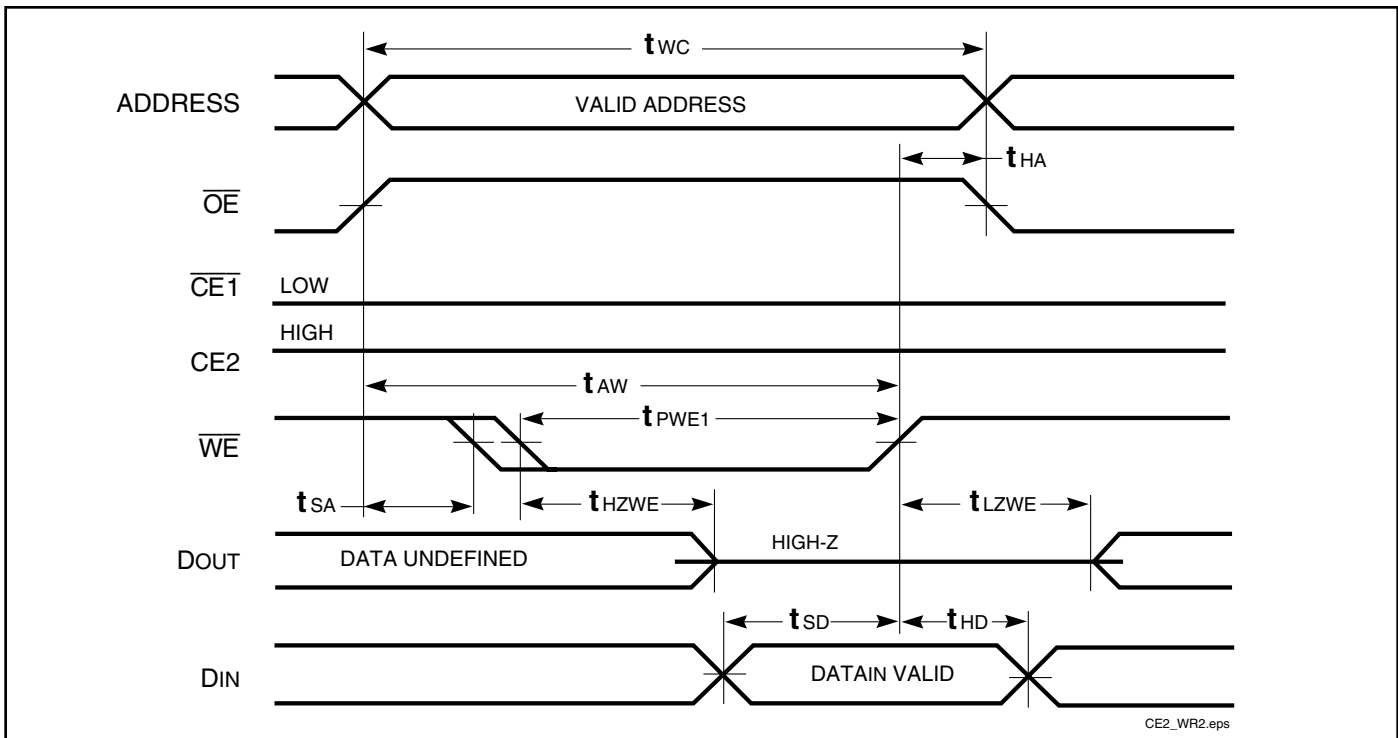 tWC
ADDRESS
VALID ADDRESS
tHA
OE
CE1
LOW
HIGH
CE2
tAW
tPWE1
WE
tSA
tHZWE
tLZWE
DOUT
DATA UNDEFINED
HIGH-Z
tSD
tHD
DIN
DATAIN VALID
CE2_WR2.eps